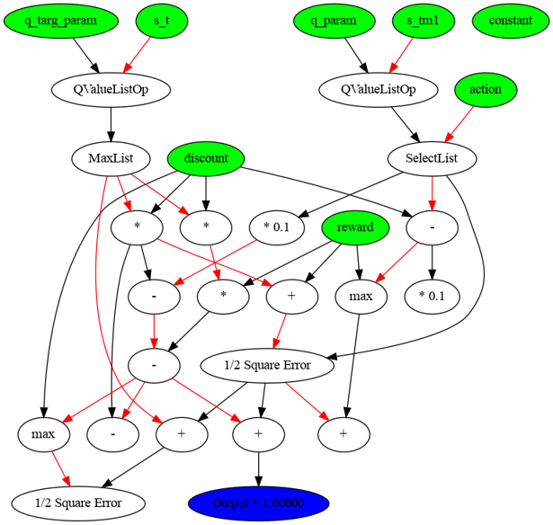 q_targ_param
s_t
q_param
s_tm1
constant
QValueListOp
QValueListOp
action
MaxList
discount
SelectList
*
*
* 0.1
reward
-
-
*
+
max
* 0.1
-
1/2 Square Error
max
-
+
+
+
1/2 Square Error
Output * 1.00000